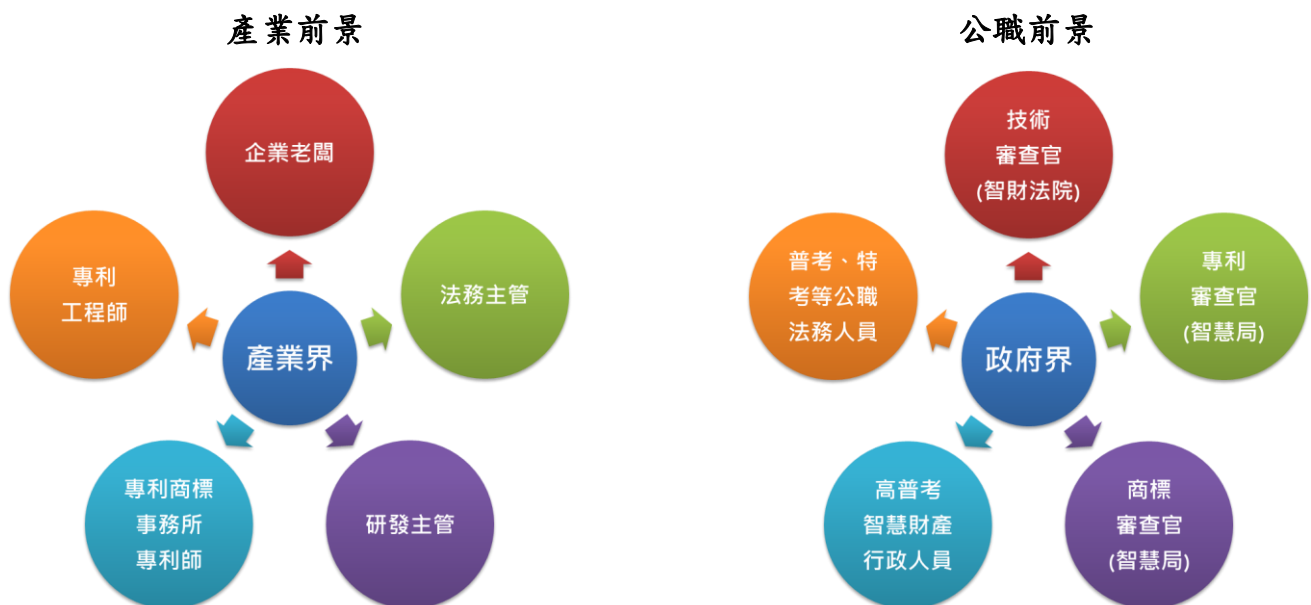 產業前景
企業老闆
法務主管
研發主管
專利商標
事務所
專利師
專利
工程師
產業界
公職前景
技術
審查官
(智財法院)
專利
審查官
(智慧局)
商標
審查官
(智慧局)
高普考
智慧財產
行政人員
普考、特
考等公職
法務人員
政府界